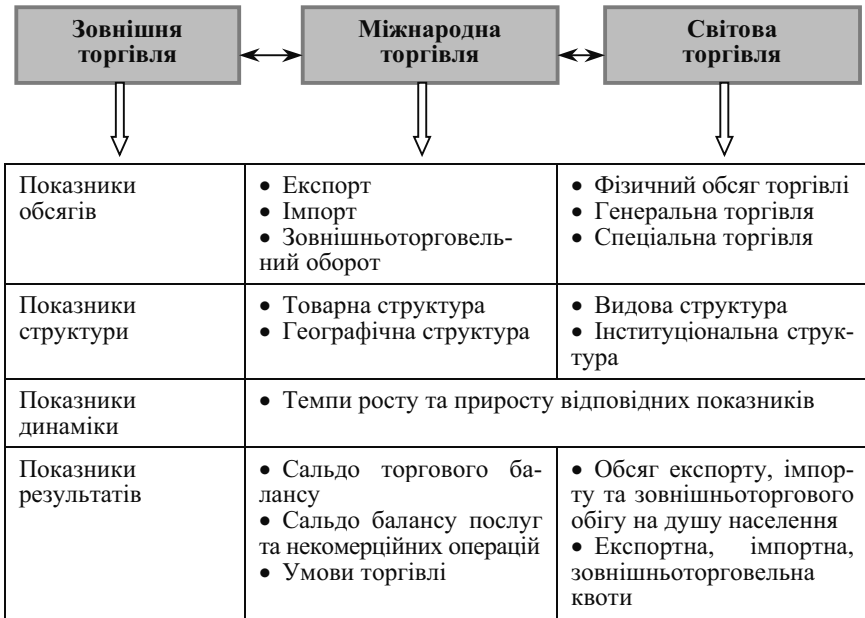 Зовнішня
торгівля
Міжнародна
торгівля
Світова
торгівля
Показники
обсягів
• Експорт
• Імпорт
• Зовнішньоторговель-
ний оборот
• Фізичний обсяг торгівлі
• Генеральна торгівля
• Спеціальна торгівля
Показники
структури
• Товарна структура
• Географічна структура
• Видова структура
• Інституціональна струк-
тура
Показники
динаміки
• Темпи росту та приросту відповідних показників
Показники
результатів
• Сальдо торгового ба-
лансу
• Сальдо балансу послуг
та некомерційних операцій
• Умови торгівлі
• Обсяг експорту, імпор-
ту та зовнішньоторгового
обігу на душу населення
• Експортна, імпортна,
зовнішньоторговельна
квоти